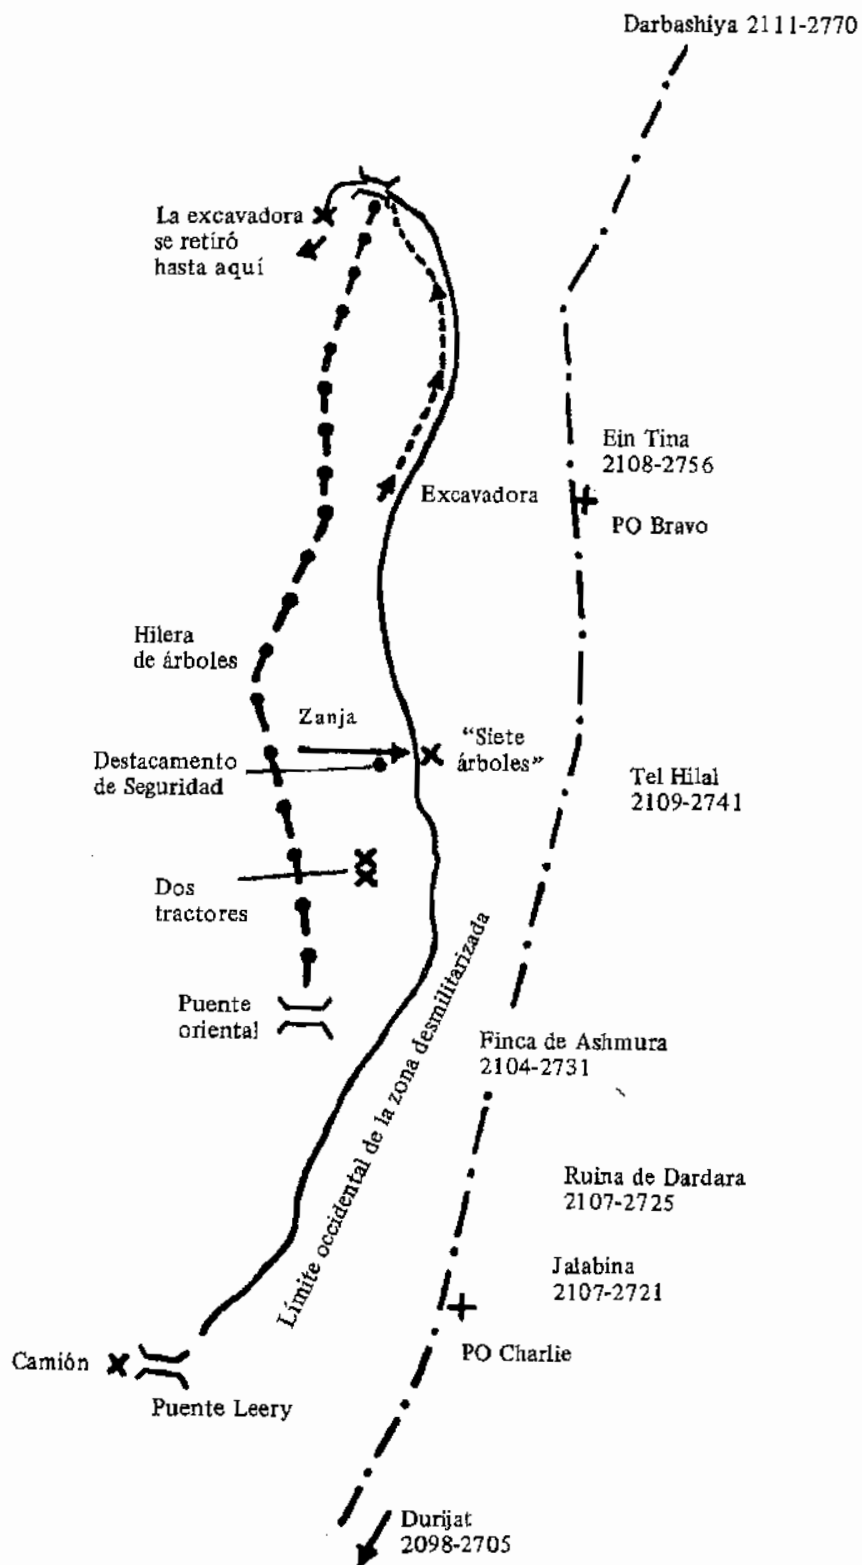 Darbashiya 2111-2770
La excavadora
se retiró
hasta aquí
Ein Tina
2108-2756
Excavadora
PO Bravo
Hilera
de árboles
Zanja
“Siete
árboles”
Destacamento
de Seguridad
Tel Hilal
2109-2741
Dos
tractores
Puente
oriental
Límite occidental de la zona desmilitarizada
Finca de Ashmura
2104-2731
Ruina de Dardara
2107-2725
Jalabina
2107-2721
PO Charlie
Camión
Puente Leery
Durijat
2098-2705